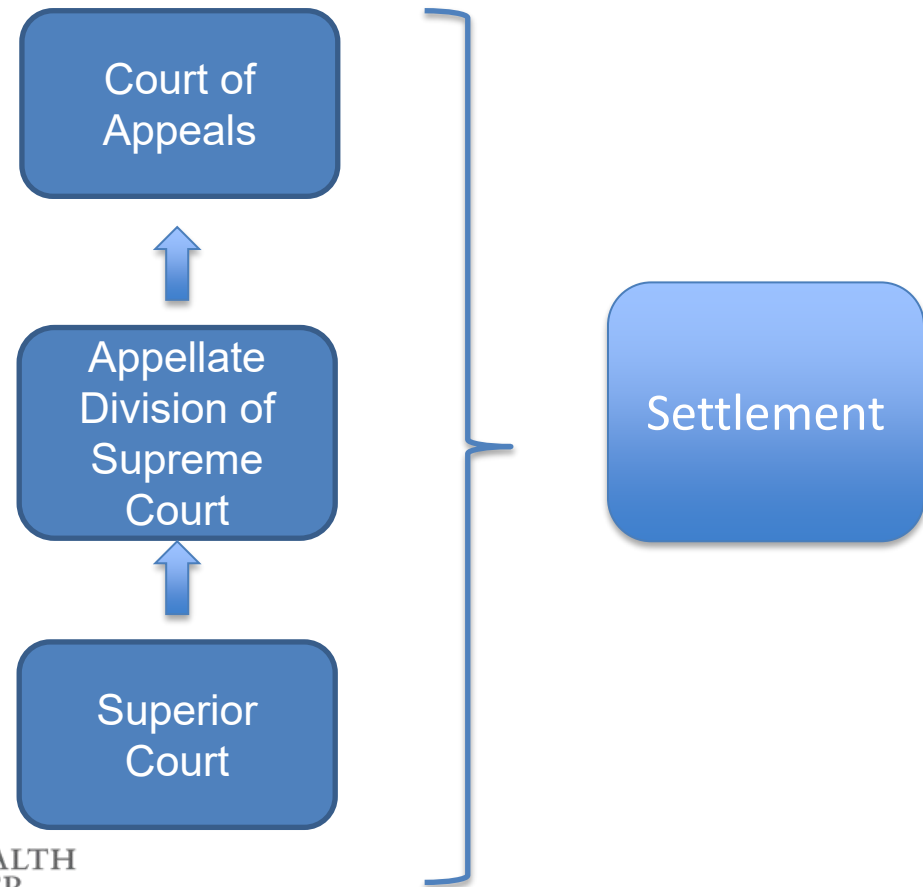 Court of
Appeals
Appellate
Division of
Supreme
Court
Settlement
Superior
Court